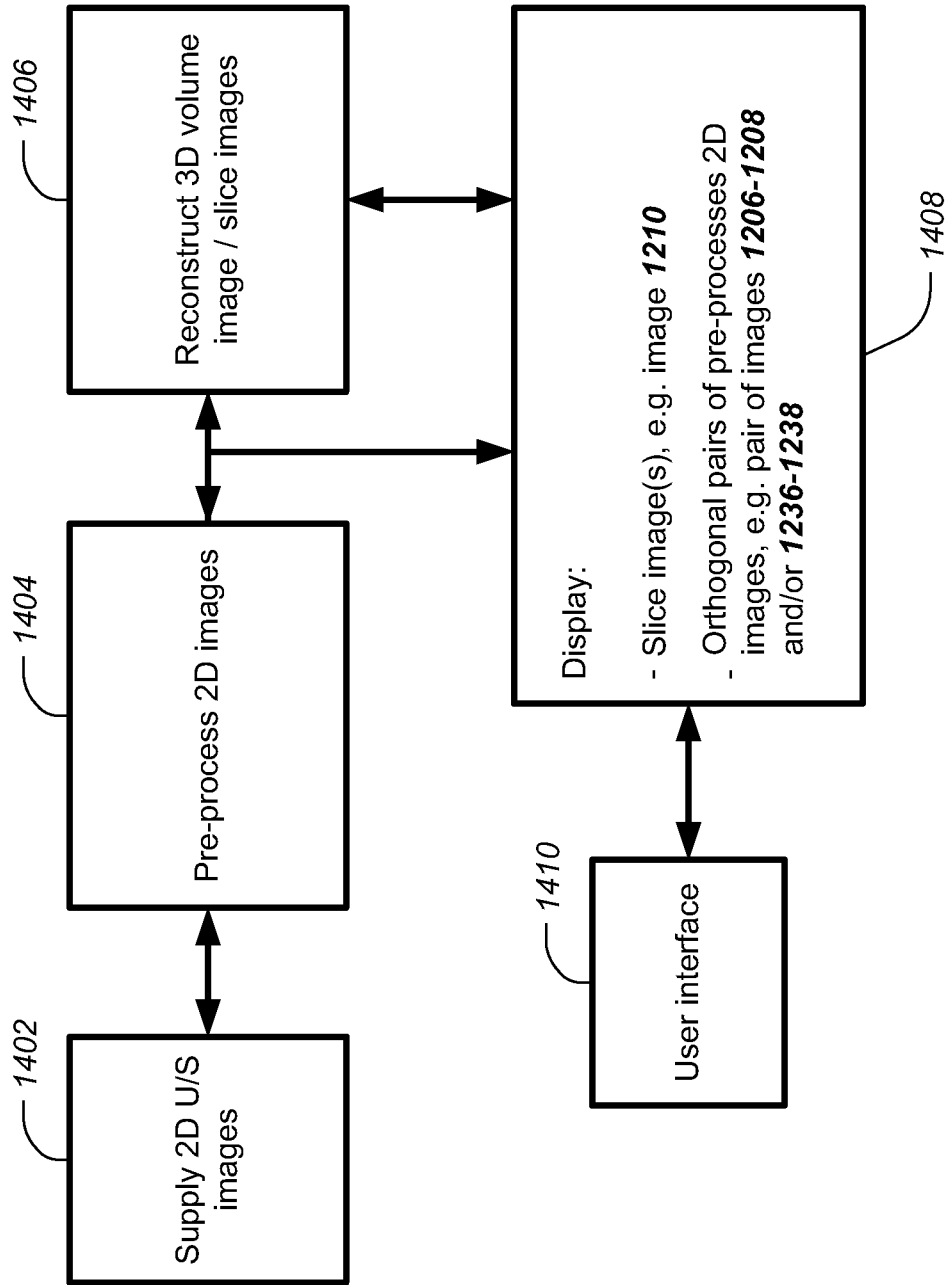 1402
Supply 2D U/S
images
1404
Pre-process 2D images
1406
Reconstruct 3D volume
image / slice images
1410
User interface
Display:
- Slice image(s), e.g. image 1210
- Orthogonal pairs of pre-processes 2D
images, e.g. pair of images 1206-1208
and/or 1236-1238
1408